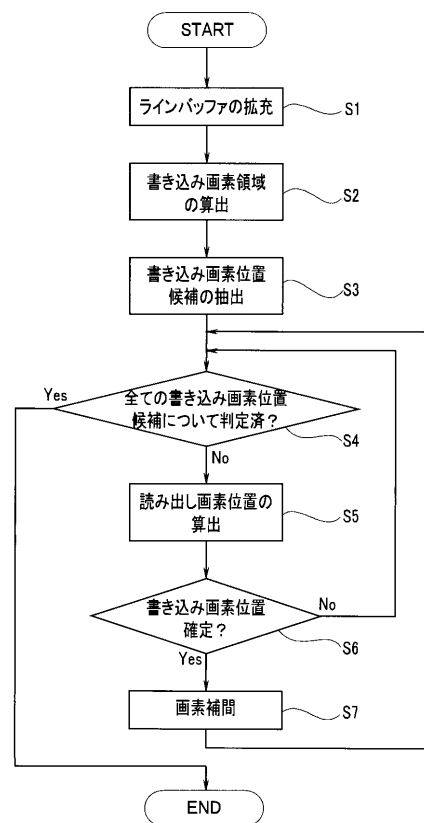 START
ラインバッファの拡充
S1
書き込み画素領域
の算出
S2
書き込み画素位置
候補の抽出
S3
Yes
全ての書き込み画素位置
候補について判定済?
S4
No
読み出し画素位置の
算出
S5
書き込み画素位置
確定?
No
S6
Yes
画素補間
S7
END